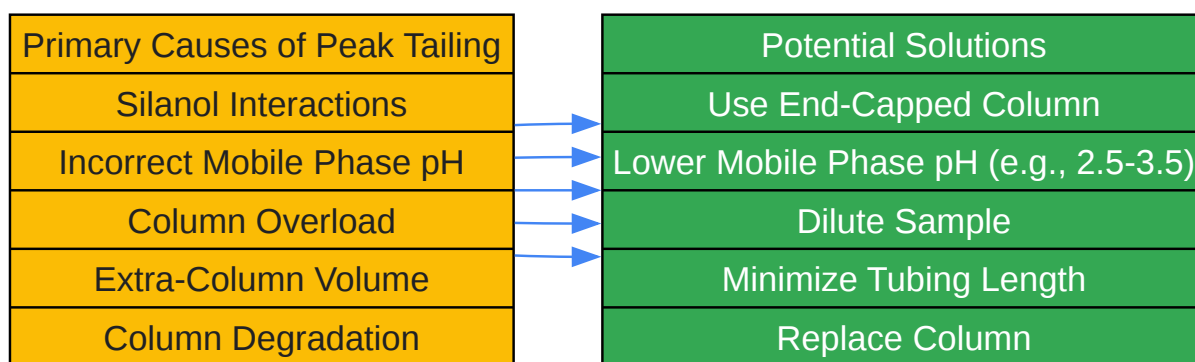 Primary Causes of Peak Tailing
Silanol Interactions
Incorrect Mobile Phase pH
Column Overload
Extra-Column Volume
Column Degradation
Potential Solutions
Use End-Capped Column
Lower Mobile Phase pH (e.g., 2.5-3.5)
Dilute Sample
Minimize Tubing Length
Replace Column